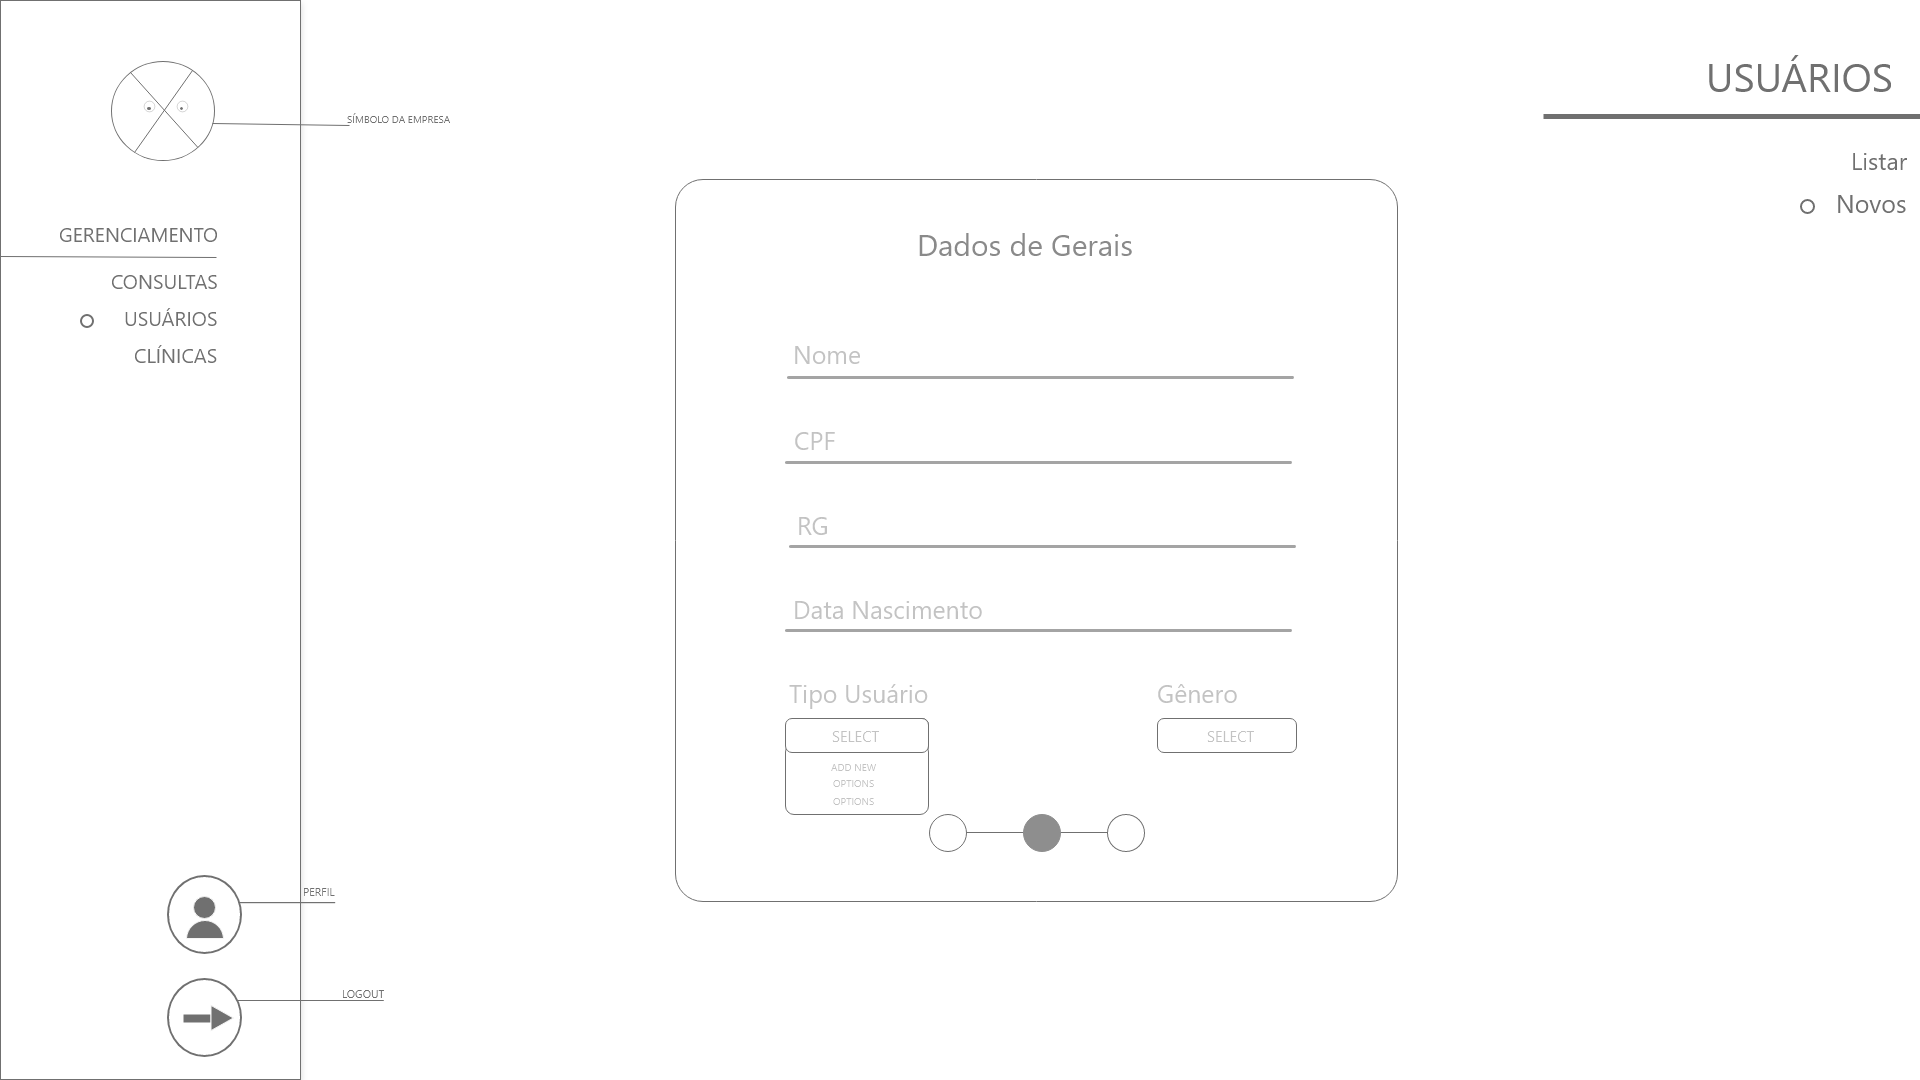 SÍMBOLO DA EMPRESA
GERENCIAMENTO
CONSULTAS
USUÁRIOS
CLÍNICAS
PERFIL
LOGOUT
Dados de Gerais
Nome
CPF
RG
Data Nascimento
Tipo Usuário
SELECT
ADD NEW
OPTIONS
OPTIONS
Gênero
SELECT
USUÁRIOS
Listar
Novos